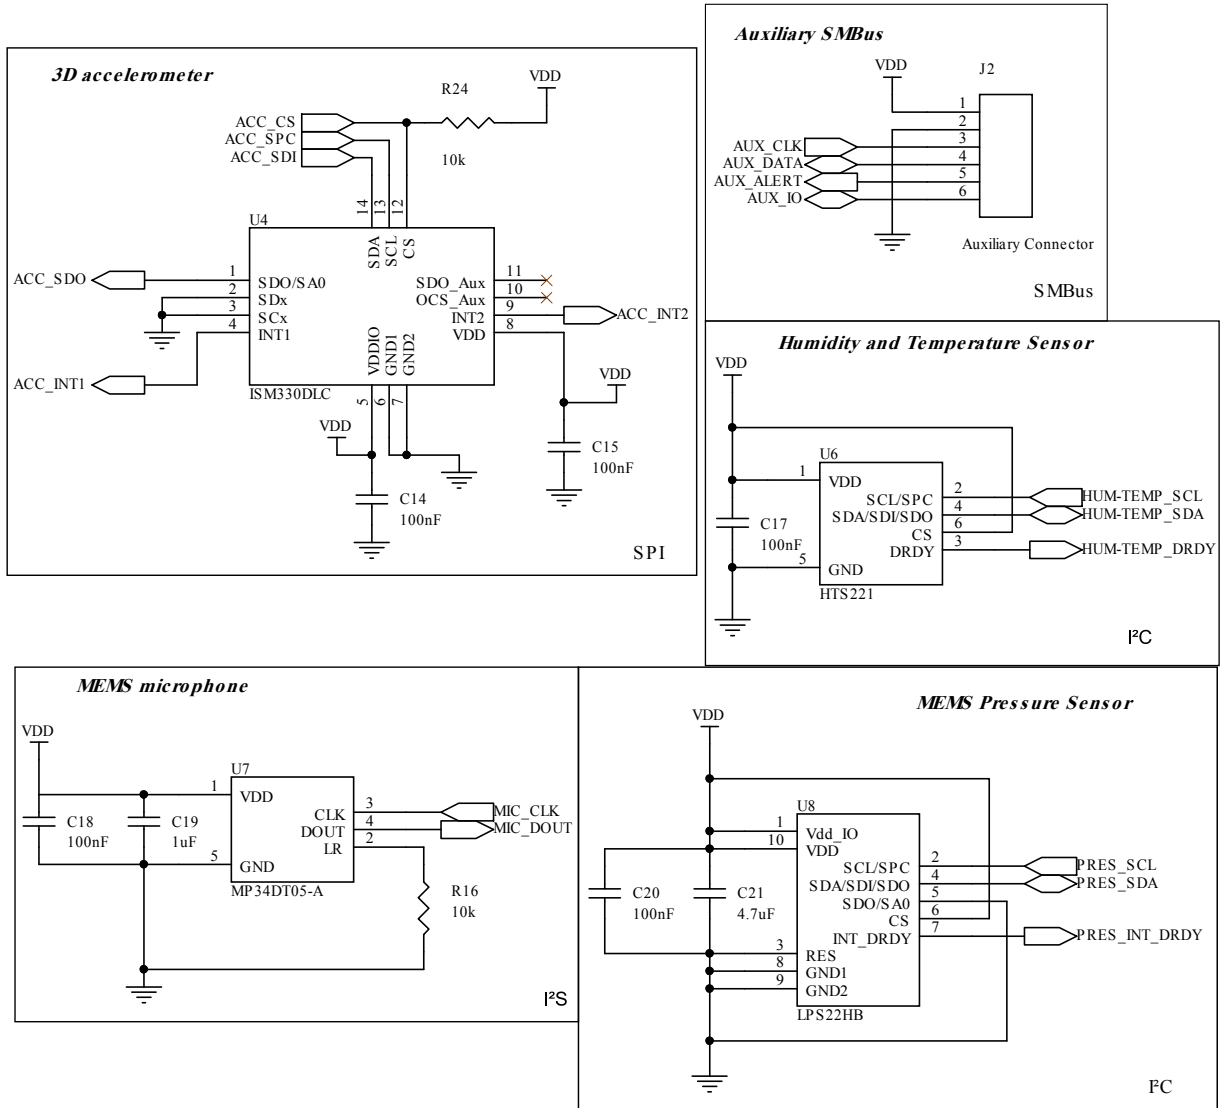 3D accelerometer
R24
VDD
ACC_CS
ACC_SPC
ACC_SDI
10k
14
13
12
U4
SDA
SCL
CS
ACC_SDO
1
SDO/SA0
2
SDx
3
SCx
4
INT1
SDO_Aux
11
OCS_Aux
10
INT2
9
ACC_INT2
VDD
8
VDDIO
GND1
GND2
ACC_INT1
ISM330DLC
5
6
7
VDD
VDD
C15
100nF
C14
100nF
SPI
Auxiliary SMBus
VDD
J2
1
2
AUX_CLK
3
AUX_DATA
4
AUX_ALERT
5
AUX_IO
6
Auxiliary Connector
SMBus
Humidity and Temperature Sensor
VDD
U6
1
VDD
SCL/SPC
2
HUM-TEMP_SCL
SDA/SDI/SDO
4
HUM-TEMP_SDA
CS
6
DRDY
3
HUM-TEMP_DRDY
C17
100nF
5
GND
HTS221
I²C
MEMS microphone
VDD
U7
1
VDD
CLK
3
MIC_CLK
DOUT
4
MIC_DOUT
LR
2
C18
100nF
C19
1uF
5
GND
MP34DT05-A
R16
10k
I²S
MEMS Pressure Sensor
VDD
U8
1
Vdd_IO
10
VDD
SCL/SPC
2
PRES_SCL
SDA/SDI/SDO
4
PRES_SDA
SDO/SA0
5
CS
6
INT_DRDY
7
PRES_INT_DRDY
C20
100nF
C21
4.7uF
3
RES
8
GND1
9
GND2
LPS22HB
I²C